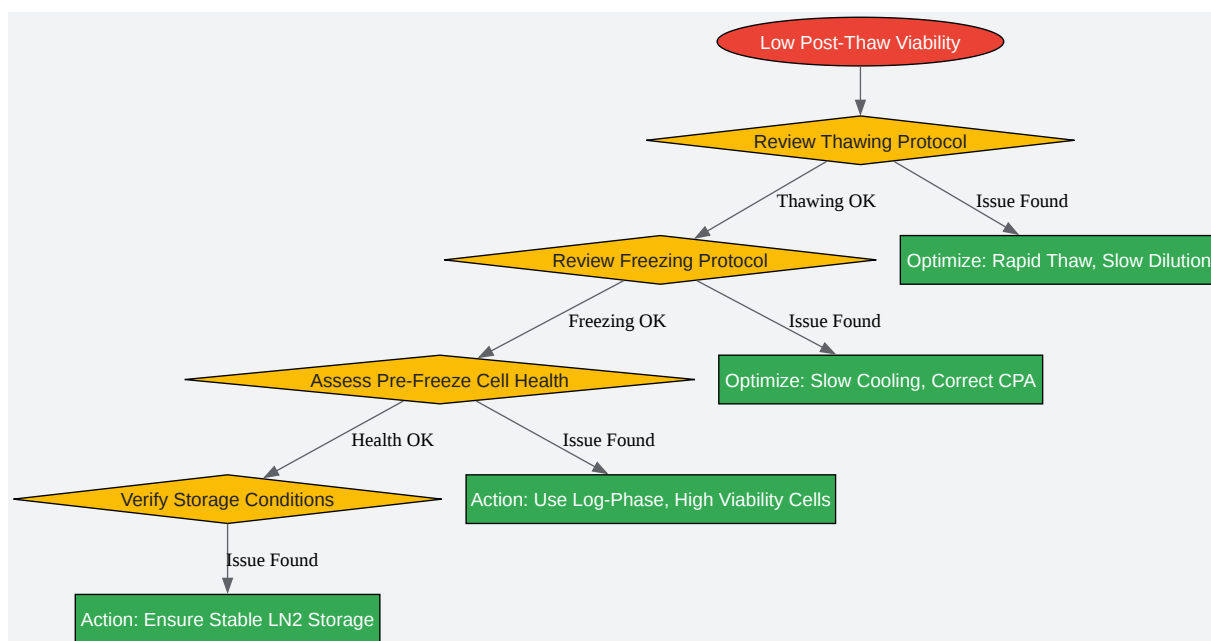 Low Post-Thaw Viability
Review Thawing Protocol
Thawing OK
Issue Found
Review Freezing Protocol
Optimize: Rapid Thaw, Slow Dilution
Freezing OK
Issue Found
Assess Pre-Freeze Cell Health
Optimize: Slow Cooling, Correct CPA
Health OK
Issue Found
Verify Storage Conditions
Action: Use Log-Phase, High Viability Cells
Issue Found
Action: Ensure Stable LN2 Storage